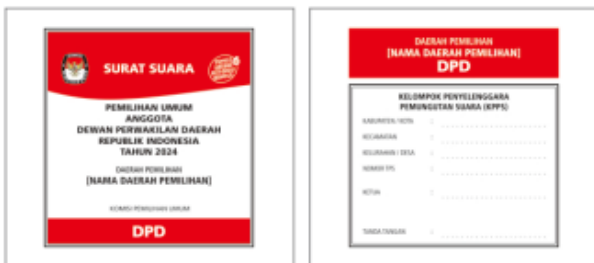 SURAT SUARA
PEMILIHAN UMUM
ANGGOTA
DEWAN PERWAKILAN DAERAH
REPUBLIK INDONESIA
TAHUN 2024
DAERAH PEMILIHAN
[NAMA DAERAH PEMILIHAN]
KOMISI PEMILIHAN UMUM
DPD
DAERAH PEMILIHAN
[NAMA DAERAH PEMILIHAN]
DPD
KELOMPOK PENYELENGGARA
PEMUNGUTAN SUARA (KPPS)
KABUPATEN/ KOTA :
KECAMATAN :
KELURAHAN / DESA :
NOMOR TPS :
KETUA :
TANDA TANGAN :